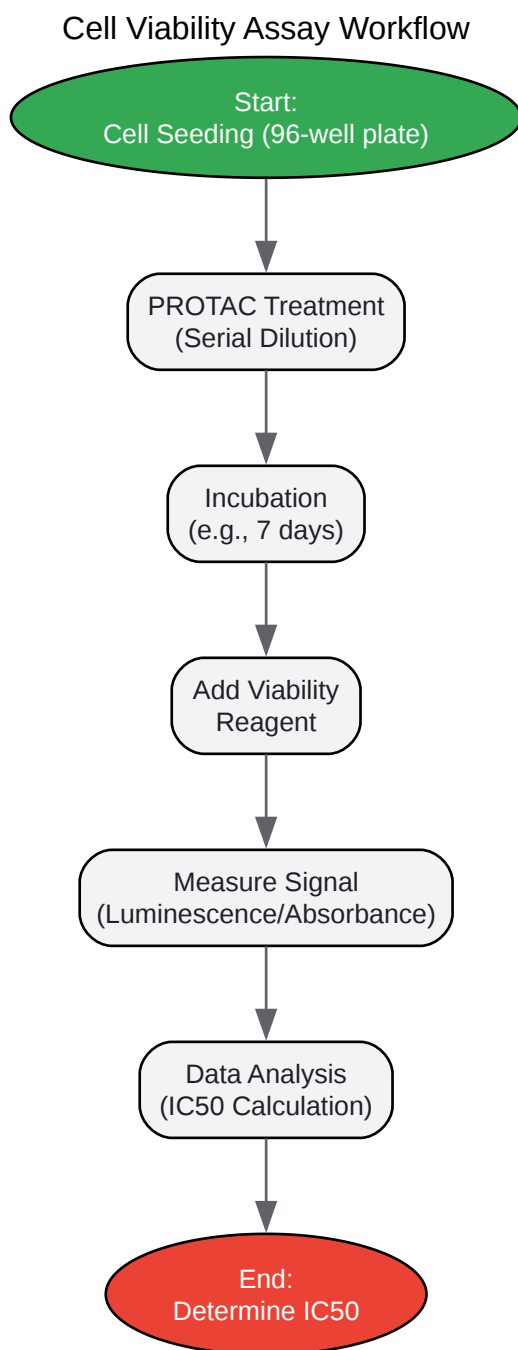 Cell Viability Assay Workflow
Start:
Cell Seeding (96-well plate)
PROTAC Treatment
(Serial Dilution)
Incubation
(e.g., 7 days)
Add Viability
Reagent
Measure Signal
(Luminescence/Absorbance)
Data Analysis
(IC50 Calculation)
End:
Determine IC50